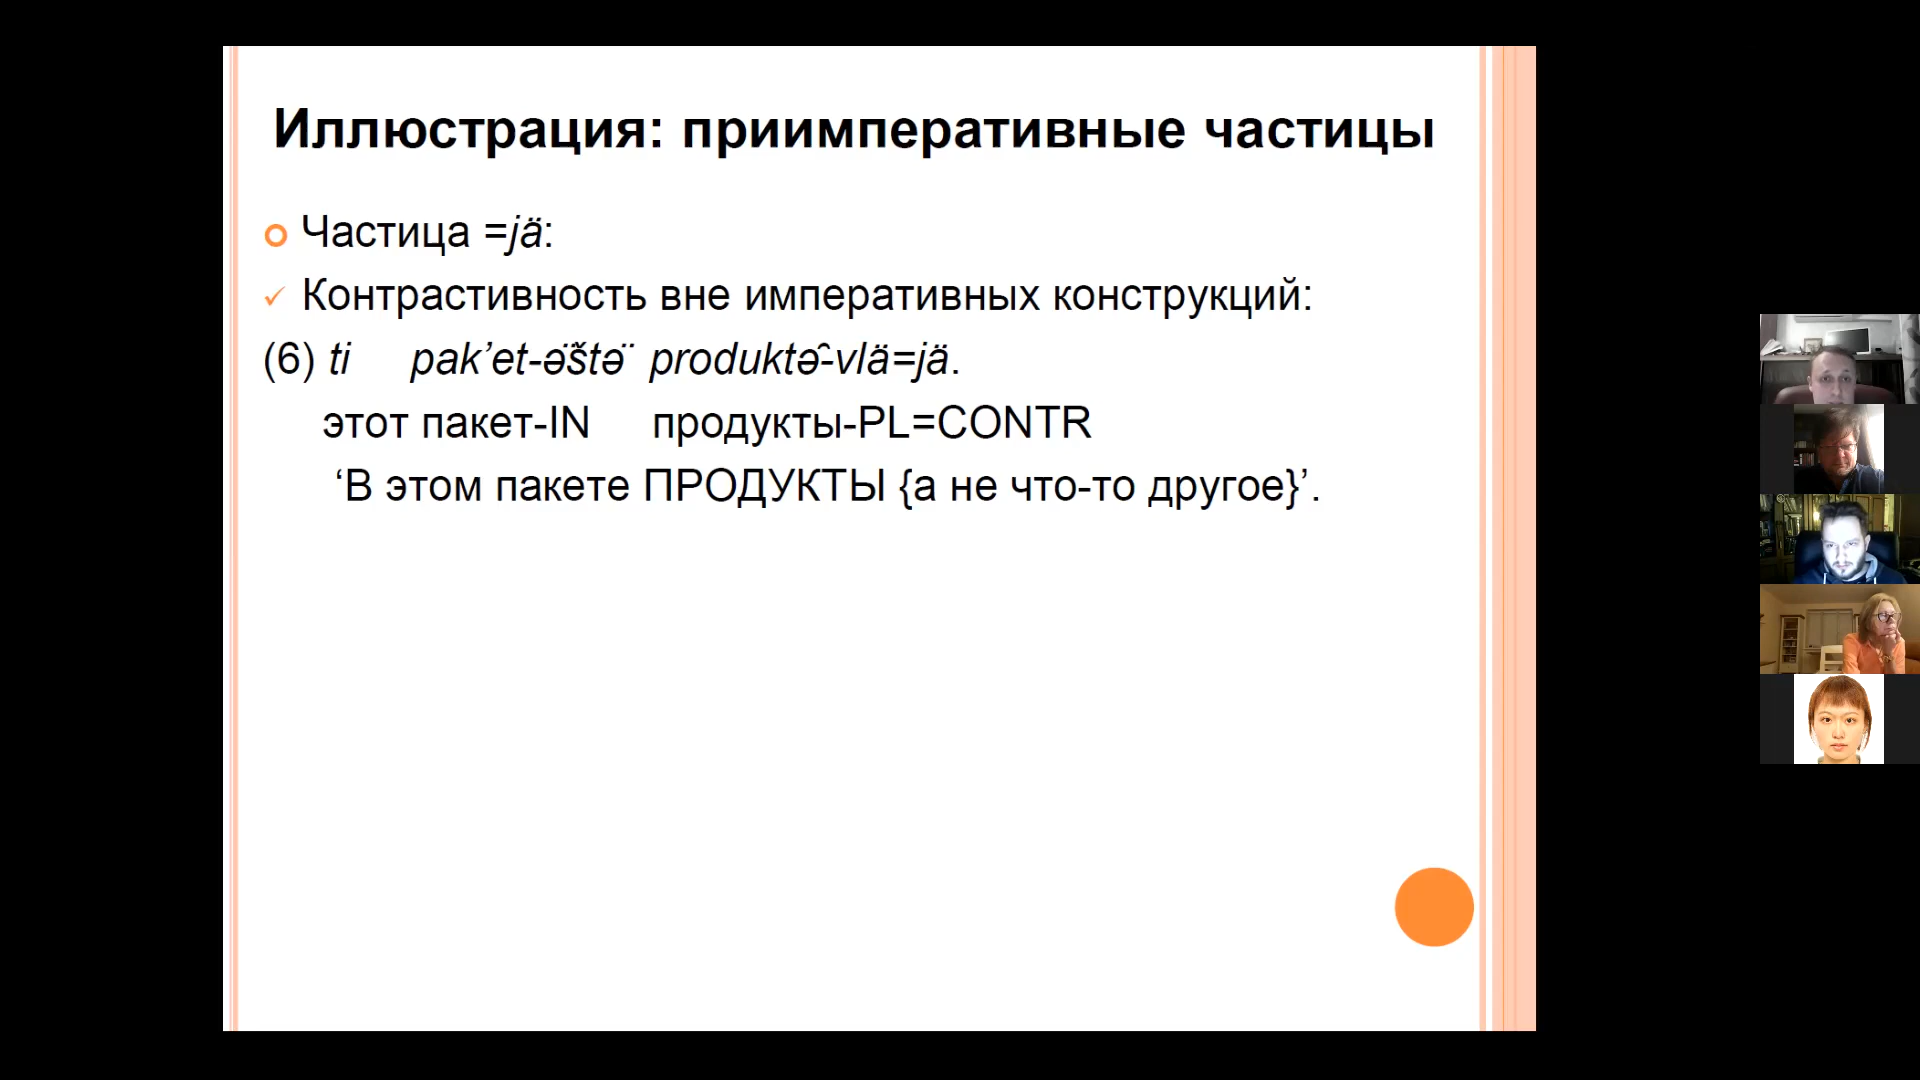 Иллюстрация: приимперативные частицы
Частица =jä:
Контрастивность вне императивных конструкций:
(6) ti pak’et-ə̈štə̈ produktə̑-vlä=jä.
этот пакет-IN продукты-PL=CONTR
‘В этом пакете ПРОДУКТЫ {а не что-то другое}’.